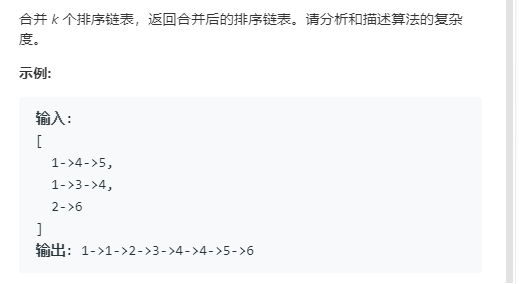 合并 k 个排序链表，返回合并后的排序链表。请分析和描述算法的复杂
度。
示例:
输入:
[
  1->4->5,
  1->3->4,
  2->6
]
输出: 1->1->2->3->4->4->5->6